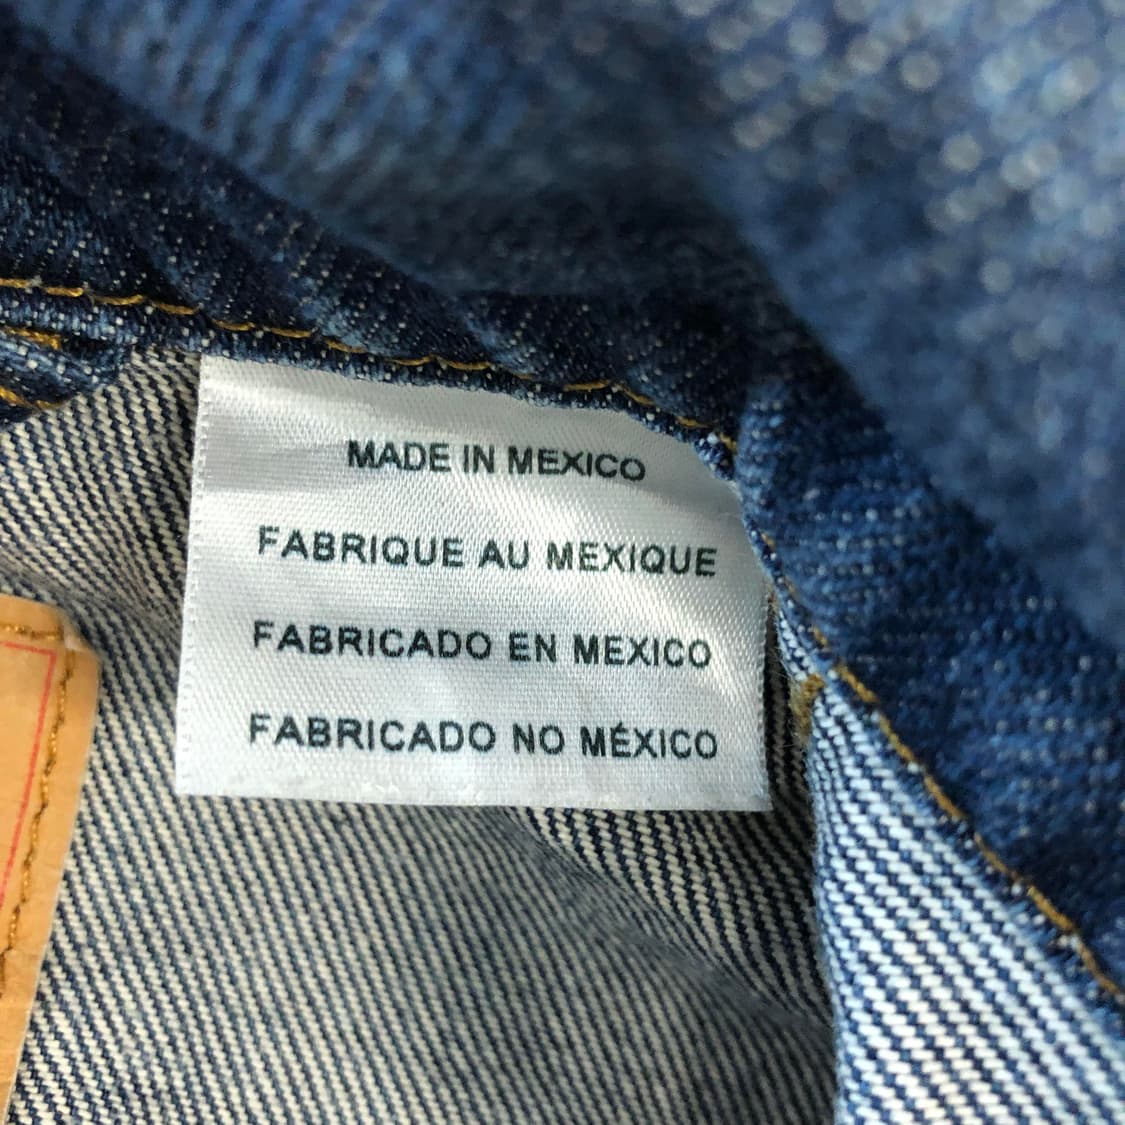 MADE IN MEXICO
FABRIQUE AU MEXIQUE
FABRICADO EN MEXICO
FABRICADO NO MÉXICO